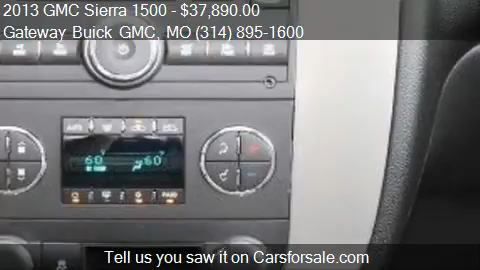 2013 GMC Sierra 1500 - $37,890.00
Gateway Buick GMC, MO (314) 895-1600
AUTO
60 60°
Tell us you saw it on Carsforsale.com